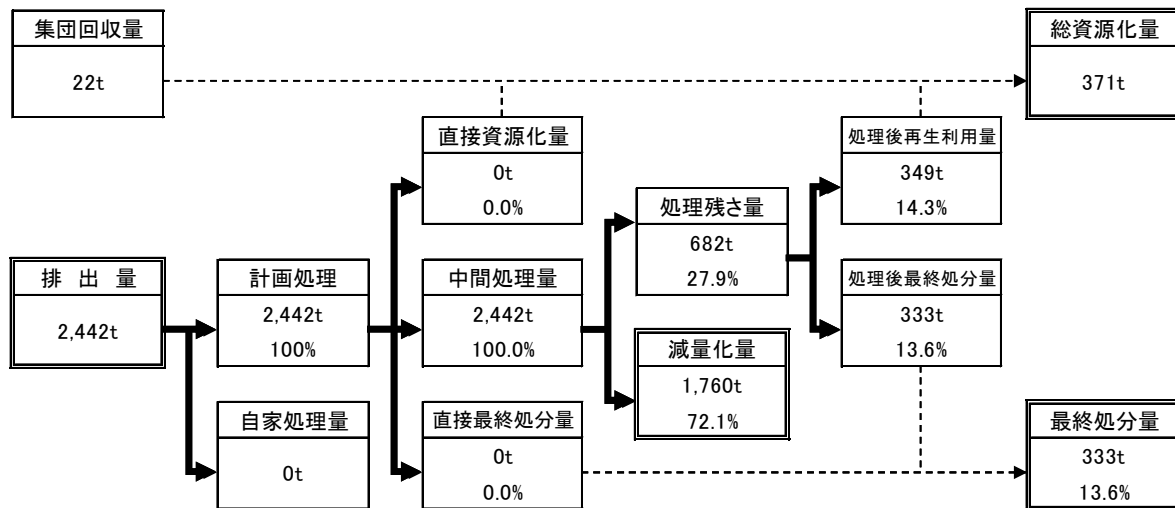 集団回収量
22t
総資源化量
371t
直接資源化量
0t
0.0%
処理後再生利用量
349t
14.3%
処理残さ量
682t
27.9%
排 出 量
2,442t
計画処理
2,442t
100%
中間処理量
2,442t
100.0%
処理後最終処分量
333t
13.6%
減量化量
1,760t
72.1%
自家処理量
0t
直接最終処分量
0t
0.0%
最終処分量
333t
13.6%